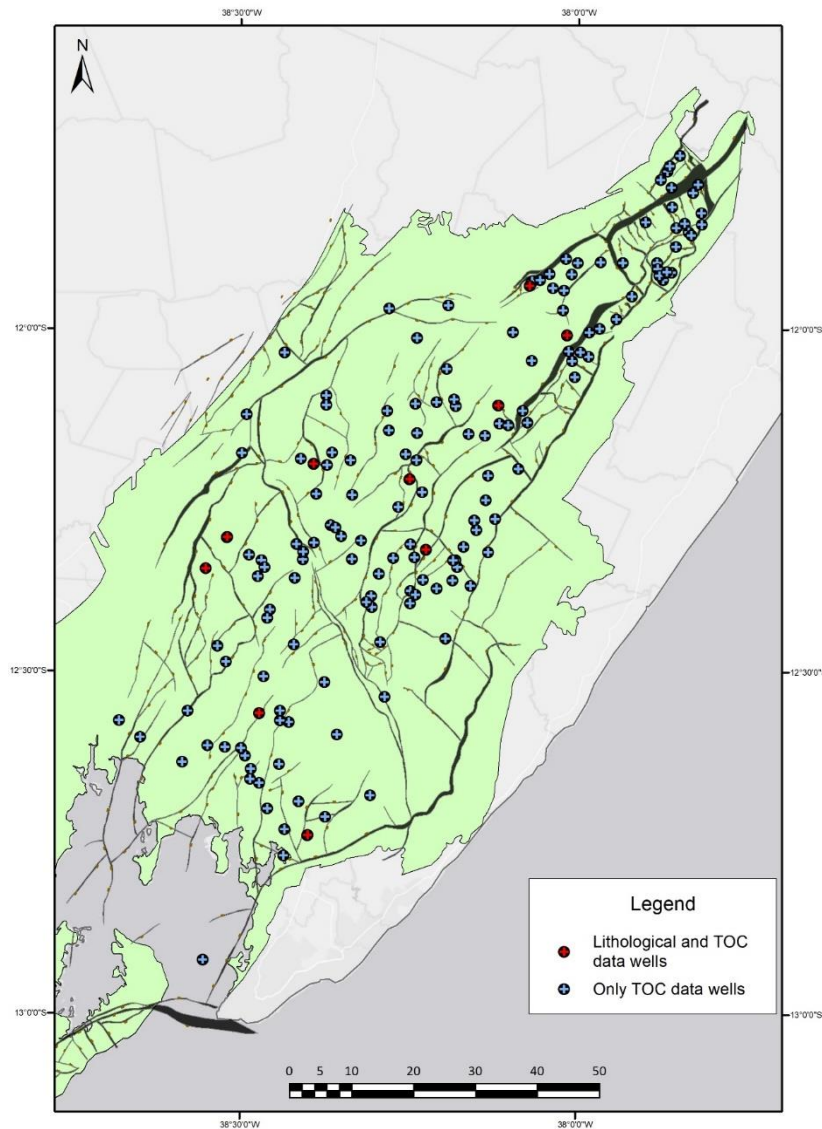 38°30'0"W
38°0'0"W
N
12°0'0"S
12°0'0"S
12°30'0"S
12°30'0"S
Legend
Lithological and TOC
data wells
Only TOC data wells
13°0'0"S
13°0'0"S
0 5 10 20 30 40 50
38°30'0"W
38°0'0"W